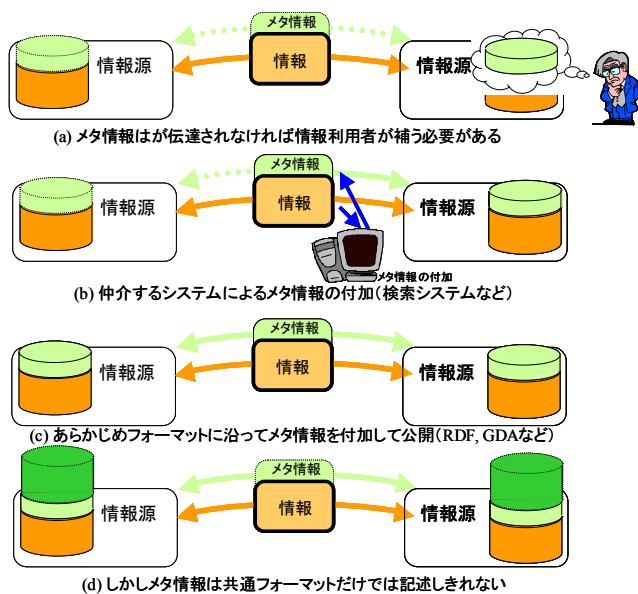 メタ情報
情報源 情報 情報源
(a) メタ情報はが伝達されなければ情報利用者が補う必要がある
メタ情報
情報源 情報 情報源
メタ情報の付加
(b) 仲介するシステムによるメタ情報の付加(検索システムなど)
メタ情報
情報源 情報 情報源
(c) あらかじめフォーマットに沿ってメタ情報を付加して公開(RDF, GDAなど)
メタ情報
情報源 情報 情報源
(d) しかしメタ情報は共通フォーマットだけでは記述しきれない